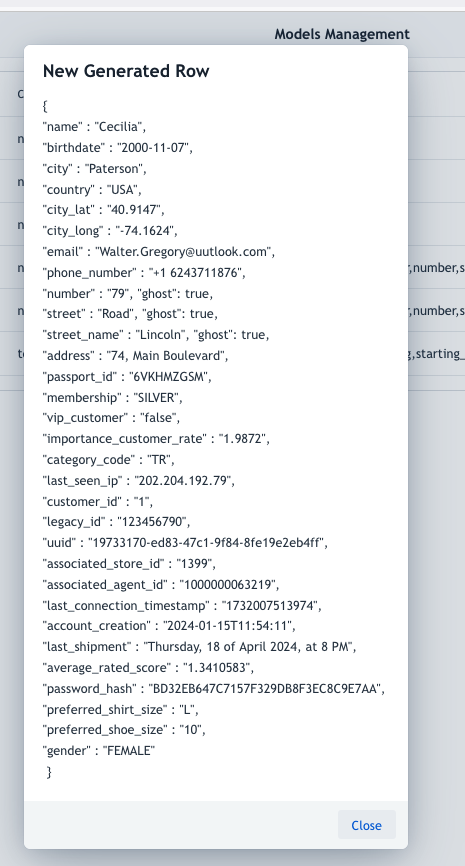 Models Management
New Generated Row
{
"name" : "Cecilia",
"birthdate" : "2000-11-07",
"city" : "Paterson",
"country" : "USA",
"city_lat" : "40.9147",
"city_long" : "-74.1624",
"email" : "Walter.Gregory@uutlook.com",
"phone_number" : "+1 6243711876",
"number" : "79", "ghost": true,
"street" : "Road", "ghost": true,
"street_name" : "Lincoln", "ghost": true,
"address" : "74, Main Boulevard",
"passport_id" : "6VKHMZGSM",
"membership" : "SILVER",
"vip_customer" : "false",
"importance_customer_rate" : "1.9872",
"category_code" : "TR",
"last_seen_ip" : "202.204.192.79",
"customer_id" : "1",
"legacy_id" : "123456790",
"uuid" : "19733170-ed83-47c1-9f84-8fe19e2eb4ff",
"associated_store_id" : "1399",
"associated_agent_id" : "1000000063219",
"last_connection_timestamp" : "1732007513974",
"account_creation" : "2024-01-15T11:54:11",
"last_shipment" : "Thursday, 18 of April 2024, at 8 PM",
"average_rated_score" : "1.3410583",
"password_hash" : "BD32EB647C7157F329DB8F3EC8C9E7AA",
"preferred_shirt_size" : "L",
"preferred_shoe_size" : "10",
"gender" : "FEMALE"
}
Close